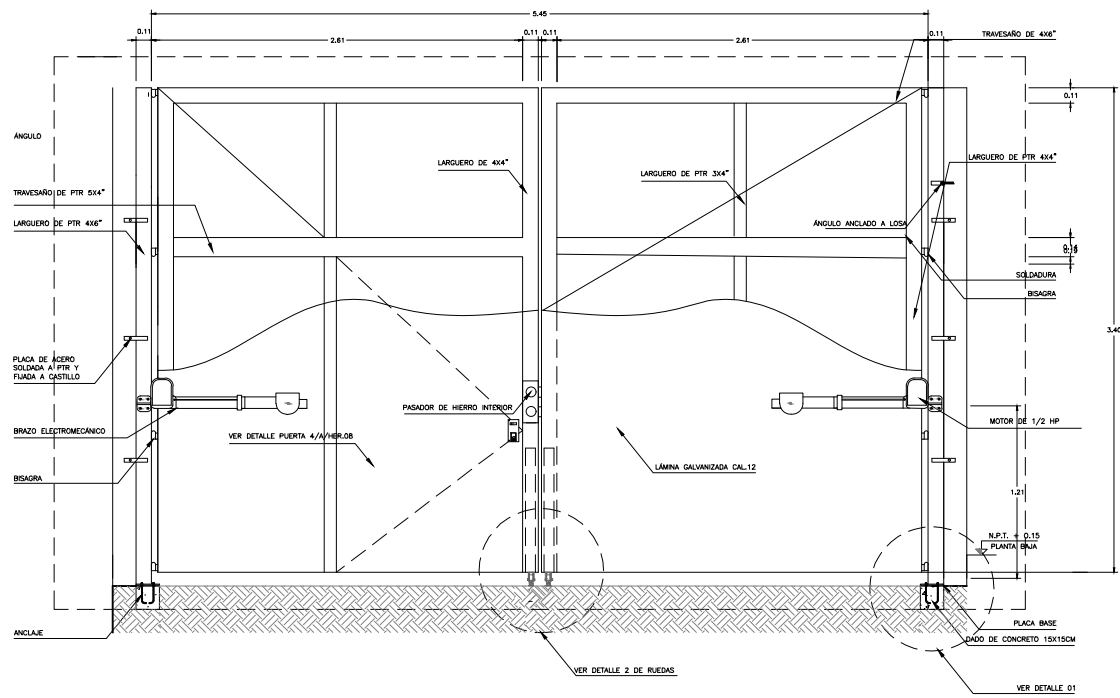 5.45
0.11
2.61
0.11
0.11
2.61
0.11
TRAVESAÑO DE 4X6"
0.11
ÁNGULO
LARGUERO DE 4X4"
LARGUERO DE PTR 3X4"
LARGUERO DE PTR 4X4"
TRAVESAÑO DE PTR 5X4"
LARGUERO DE PTR 4X6"
ÁNGULO ANCLADO A LOSA
SOLDADURA
BISAGRA
3.40
PLACA DE ACERO
SOLDADA A PTR Y
FIJADA A CASTILLO
PASADOR DE HIERRO INTERIOR
BRAZO ELECTROMECÁNICO
MOTOR DE 1/2 HP
VER DETALLE PUERTA 4/A/HER.08
LÁMINA GALVANIZADA CAL.12
BISAGRA
1.21
N.P.T. + 0.15
PLANTA BAJA
ANCLAJE
PLACA BASE
DADO DE CONCRETO 15X15CM
VER DETALLE 2 DE RUEDAS
VER DETALLE 01